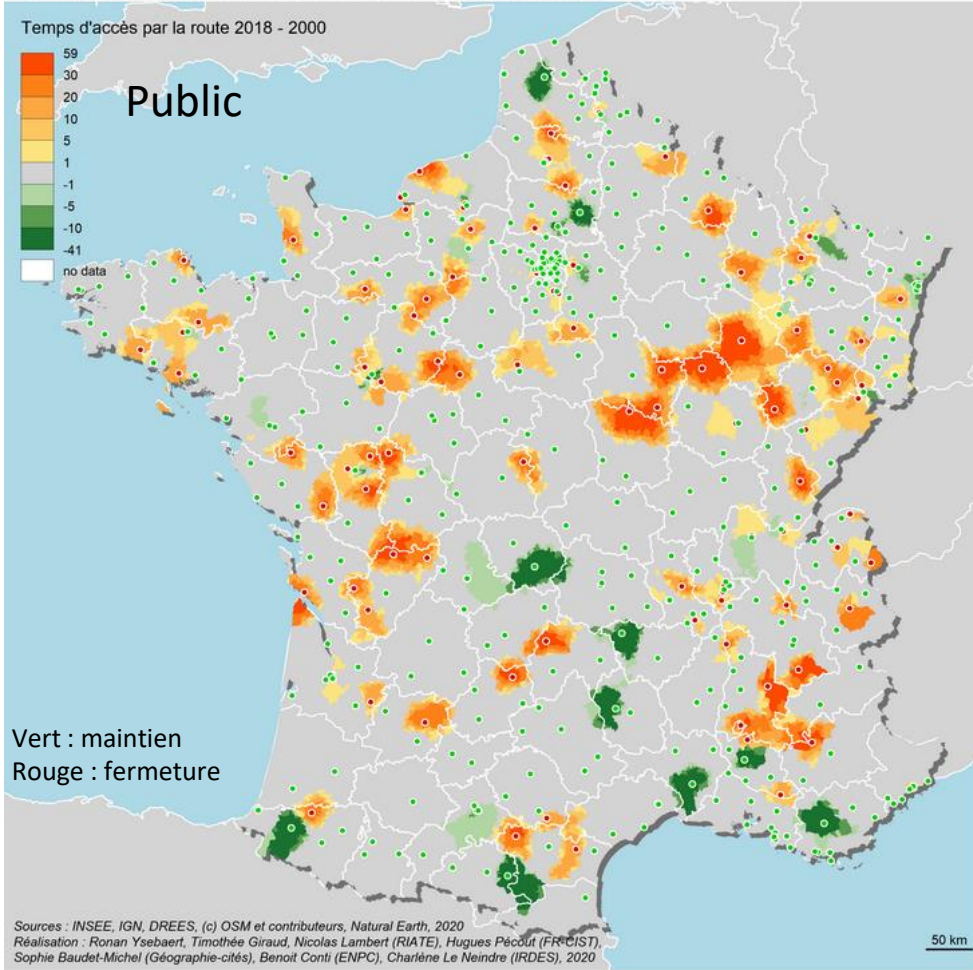 Temps d'accès par la route 2018 - 2000
59
30
20
10
5
1
-1
-5
-10
-41
no data
Public
Vert : maintien
Rouge : fermeture
Sources : INSEE, IGN, DREES, (c) OSM et contributeurs, Natural Earth, 2020
Réalisation : Ronan Ysebaert, Timothée Giraud, Nicolas Lambert (RIATE), Hugues Pécout (FR-CIST),
Sophie Baudet-Michel (Géographie-cités), Benoit Conti (ENPC), Charlène Le Neindre (IRDES), 2020
50 km